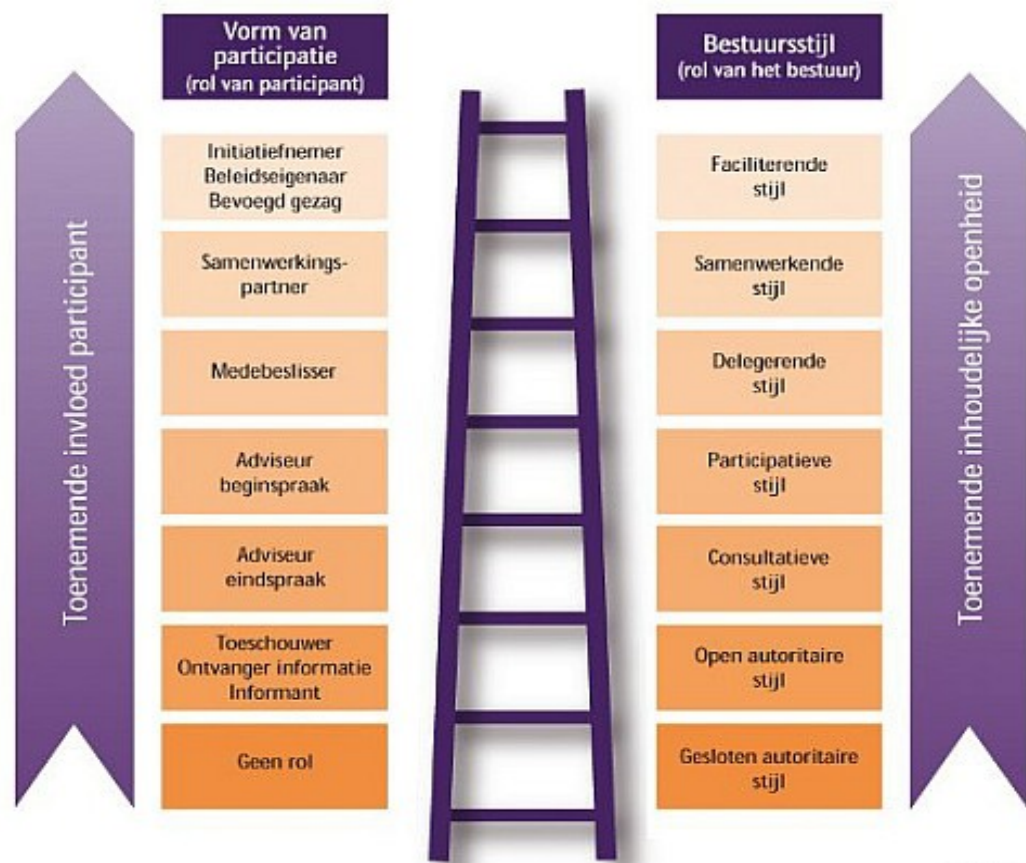 Vorm van
participatie
(rol van participant)
Bestuursstijl
(rol van het bestuur)
Toenemende invloed participant
Initiatiefnemer
Beleidseigenaar
Bevoegd gezag
Faciliterende
stijl
Samenwerkings-
partner
Samenwerkende
stijl
Medebeslisser
Delegerende
stijl
Adviseur
beginspraak
Participatieve
stijl
Adviseur
eindspraak
Consultatieve
stijl
Toeschouwer
Ontvanger informatie
Informant
Open autoritaire
stijl
Geen rol
Gesloten autoritaire
stijl
Toenemende inhoudelijke openheid